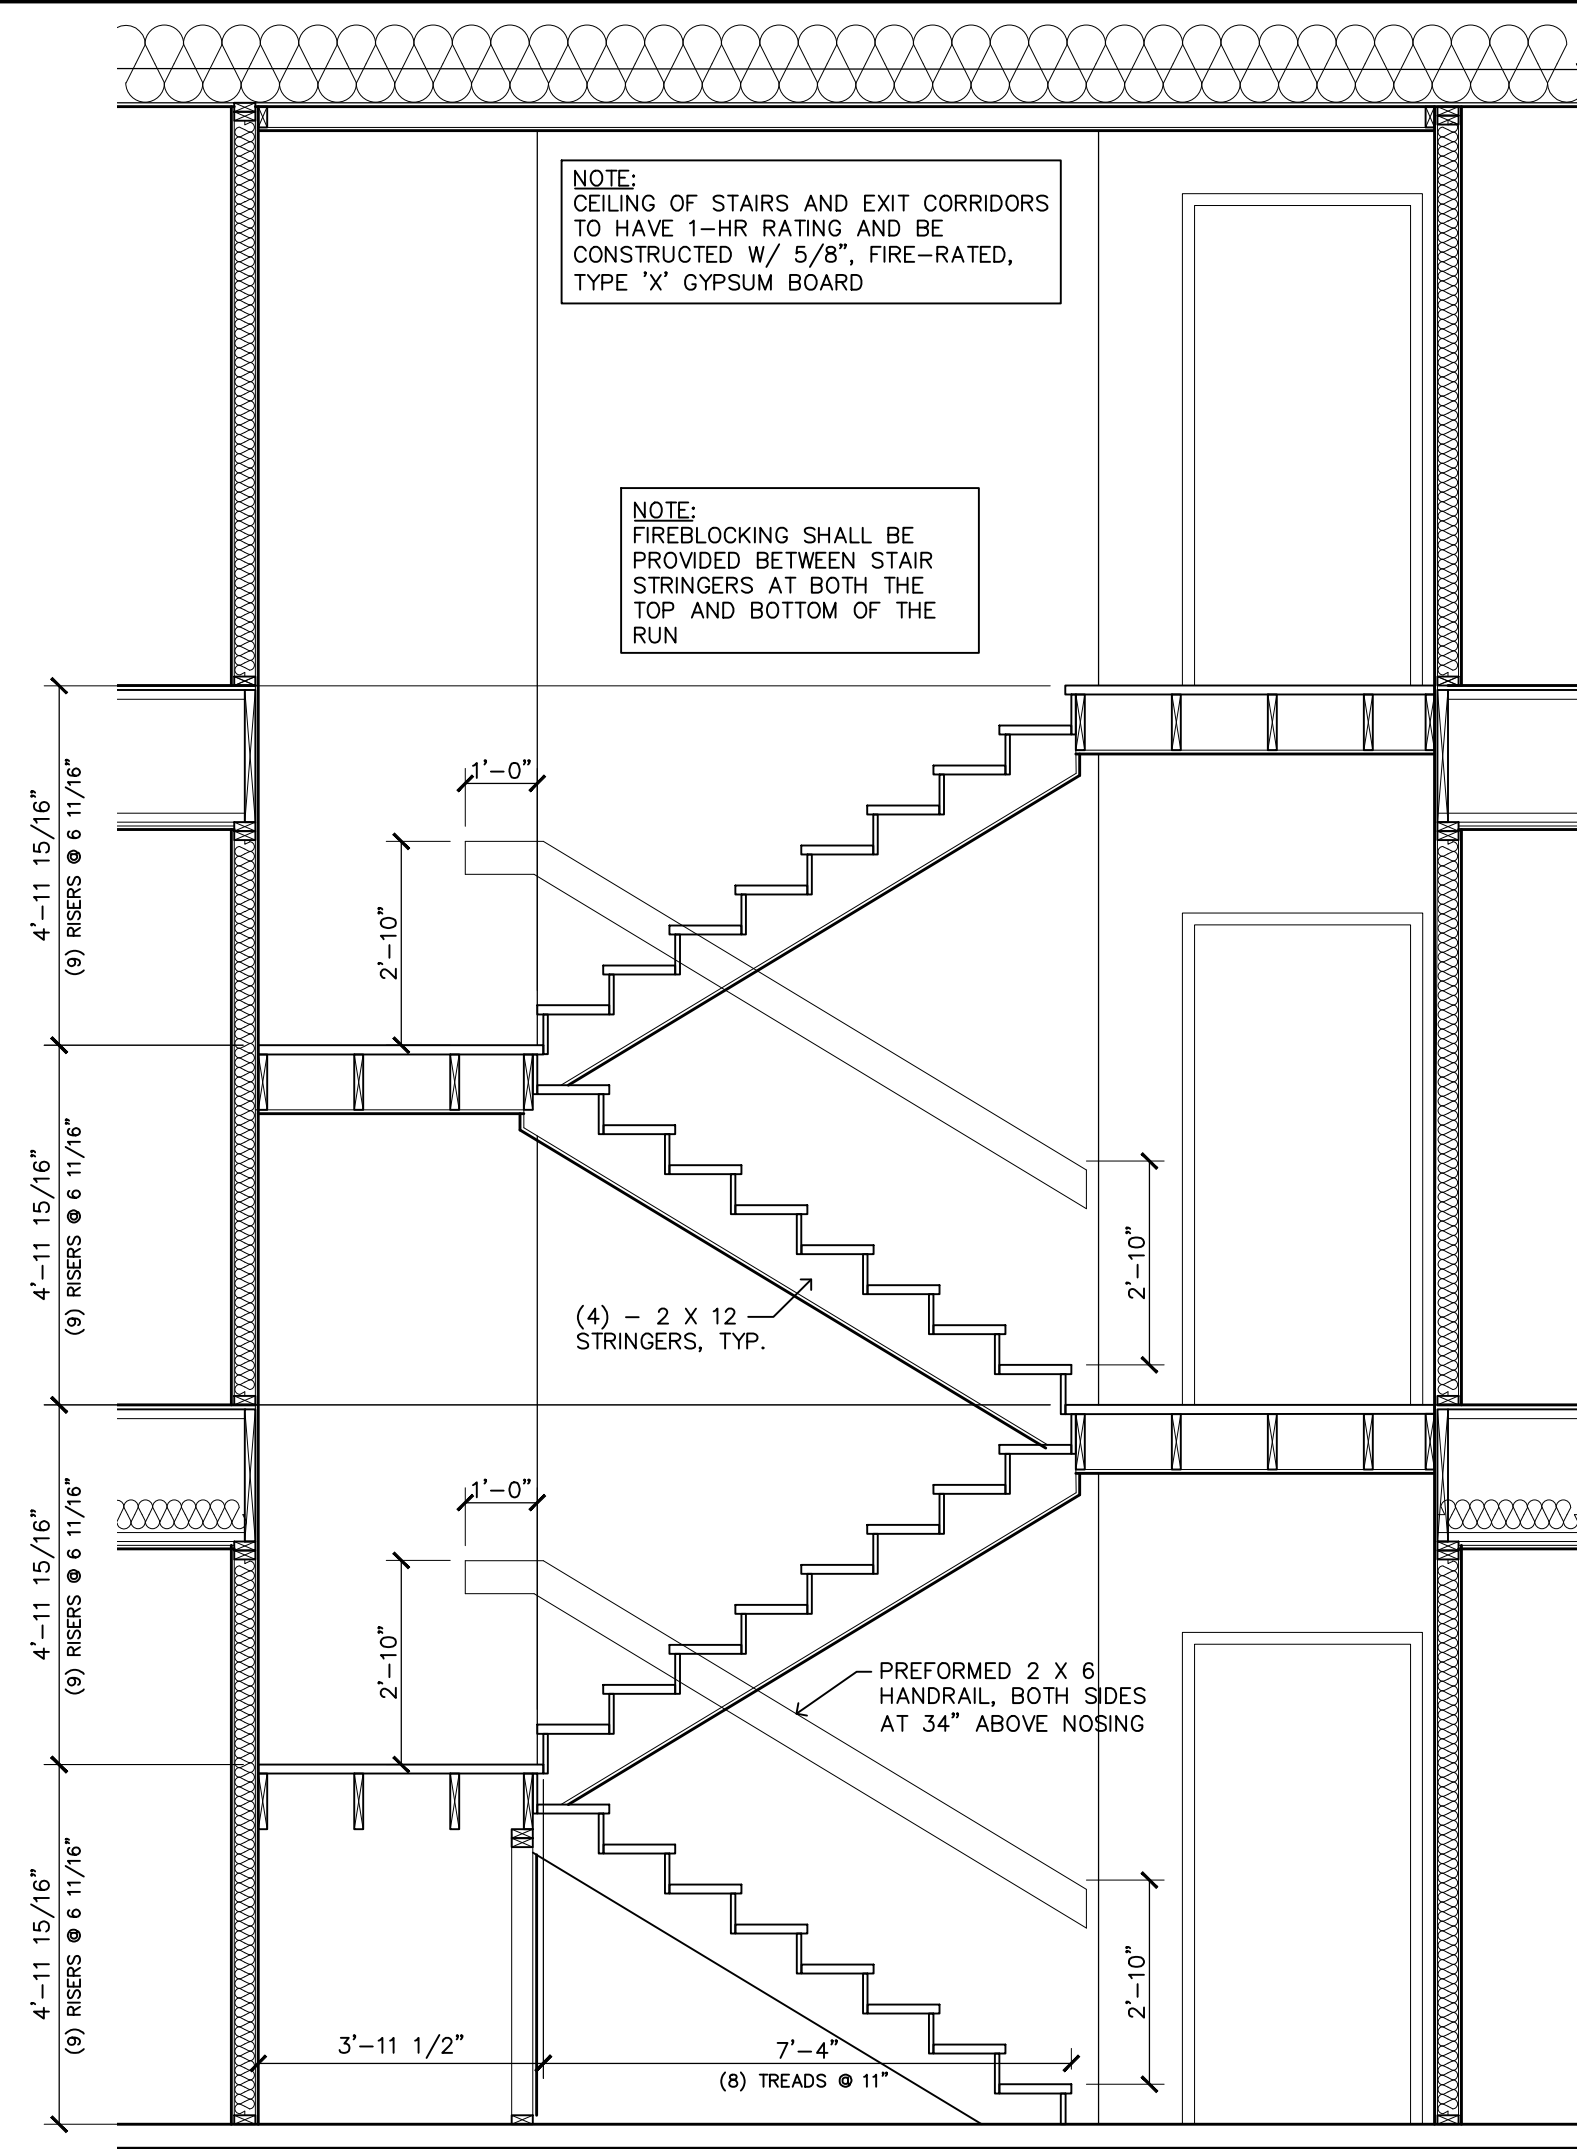 NOTE:
CEILING OF STAIRS AND EXIT CORRIDORS
TO HAVE 1-HR RATING AND BE
CONSTRUCTED W/ 5/8", FIRE-RATED,
TYPE 'X' GYPSUM BOARD
NOTE:
FIREBLOCKING SHALL BE
PROVIDED BETWEEN STAIR
STRINGERS AT BOTH THE
TOP AND BOTTOM OF THE
RUN
4'-11 15/16"
(9) RISERS @ 6 11/16"
1'-0"
2'-10"
4'-11 15/16"
(9) RISERS @ 6 11/16"
2'-10"
(4) - 2 X 12
STRINGERS, TYP.
4'-11 15/16"
(9) RISERS @ 6 11/16"
1'-0"
2'-10"
PREFORMED 2 X 6
HANDRAIL, BOTH SIDES
AT 34" ABOVE NOSING
4'-11 15/16"
(9) RISERS @ 6 11/16"
2'-10"
3'-11 1/2"
7'-4"
(8) TREADS @ 11"